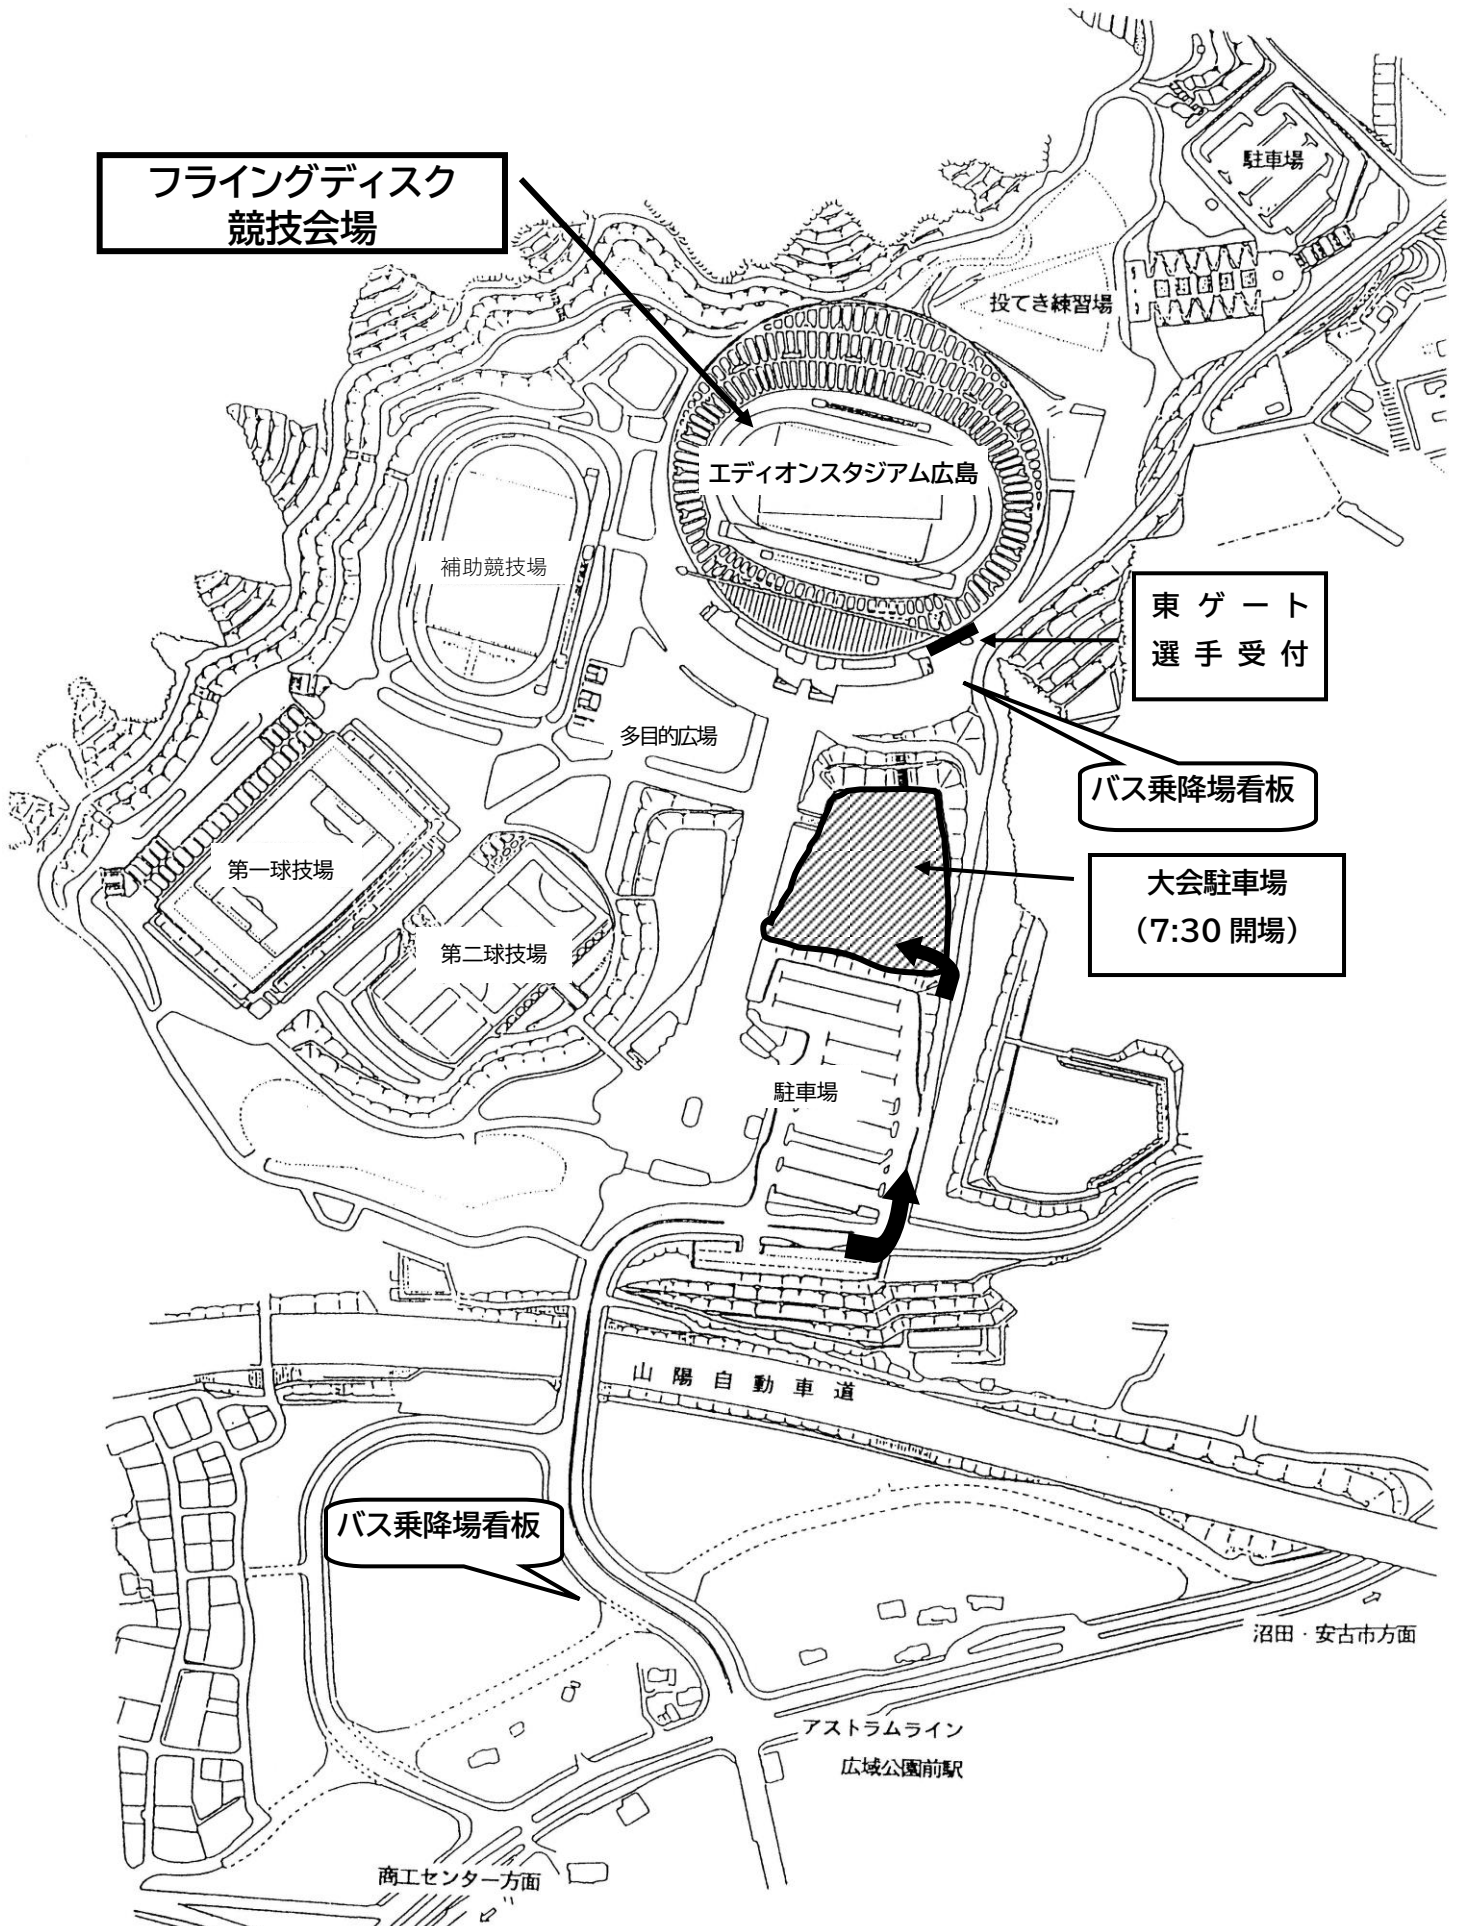 フライングディスク
競技会場
駐車場
投てき練習場
エディオンスタジアム広島
補助競技場
東ゲート
選手受付
多目的広場
バス乗降場看板
第一球技場
大会駐車場
（7:30 開場）
第二球技場
駐車場
山陽自動車道
バス乗降場看板
沼田・安古市方面
アストラムライン
広域公園前駅
商工センター方面